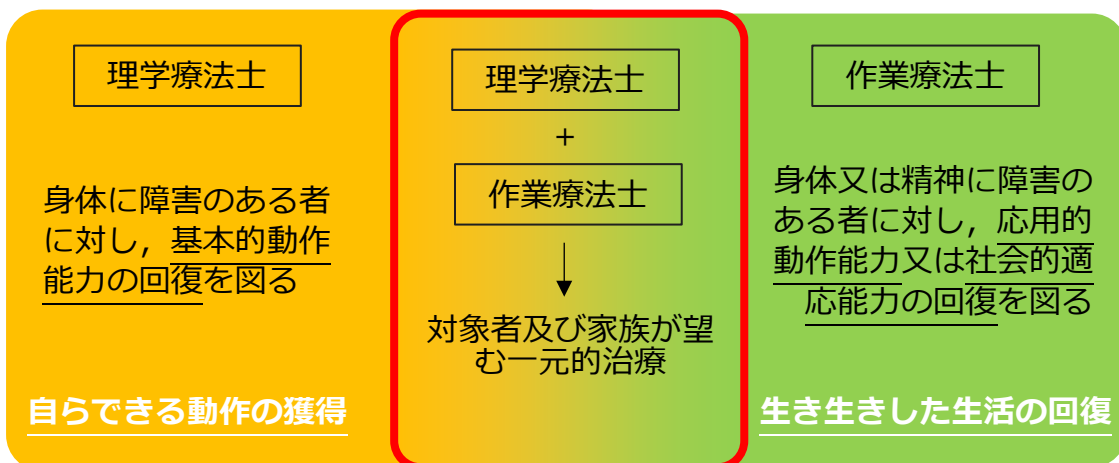 理学療法士
身体に障害のある者
に対し，基本的動作
能力の回復を図る
自らできる動作の獲得
理学療法士
+
作業療法士
対象者及び家族が望
む一元的治療
作業療法士
身体又は精神に障害の
ある者に対し，応用的
動作能力又は社会的適
応能力の回復を図る
生き生きした生活の回復